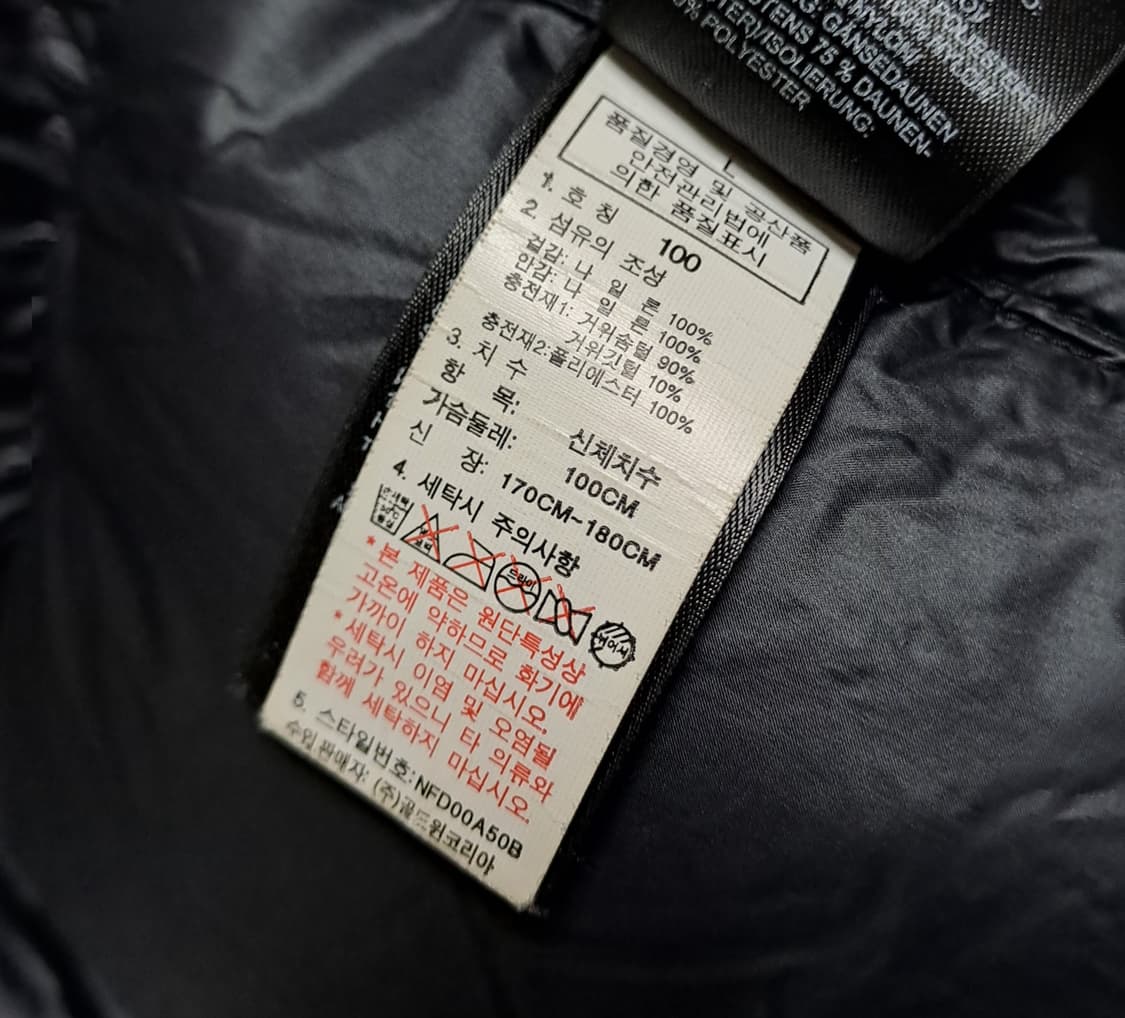 GÄNSEDAUNEN
STENS 75 % DAUNEN-
TERM/ISOLIERUNG:
% POLYESTER
L
품질경영 및 공산품
안전관리법에
의한 품질표시
1. 호 칭 100
2. 섬유의 조성
겉감: 나 일 론 100%
안감: 나 일 론 100%
충전재1: 거위솜털 90%
거위깃털 10%
충전재2:폴리에스터 100%
3. 치 수
항 목: 신체치수
가슴둘레: 100CM
신 장: 170CM-180CM
4. 세탁시 주의사항
드라이
뉘어서
*본 제품은 원단특성상
고온에 약하므로 화기에
가까이 하지 마십시오.
*세탁시 이염 및 오염될
우려가 있으니 타 의류와
함께 세탁하지 마십시오.
5. 스타일번호:NFD00A50B
수입,판매자: (주)골드윈코리아